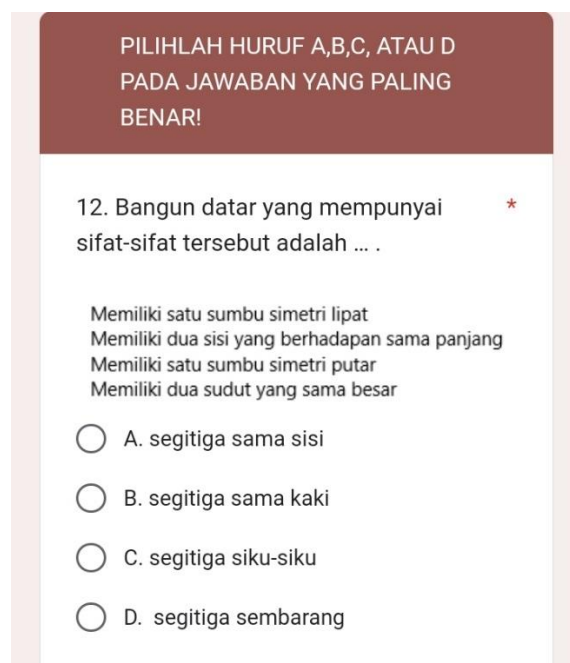 PILIHLAH HURUF A,B,C, ATAU D
PADA JAWABAN YANG PALING
BENAR!
12. Bangun datar yang mempunyai *
sifat-sifat tersebut adalah ... .
Memiliki satu sumbu simetri lipat
Memiliki dua sisi yang berhadapan sama panjang
Memiliki satu sumbu simetri putar
Memiliki dua sudut yang sama besar
A. segitiga sama sisi
B. segitiga sama kaki
C. segitiga siku-siku
D. segitiga sembarang